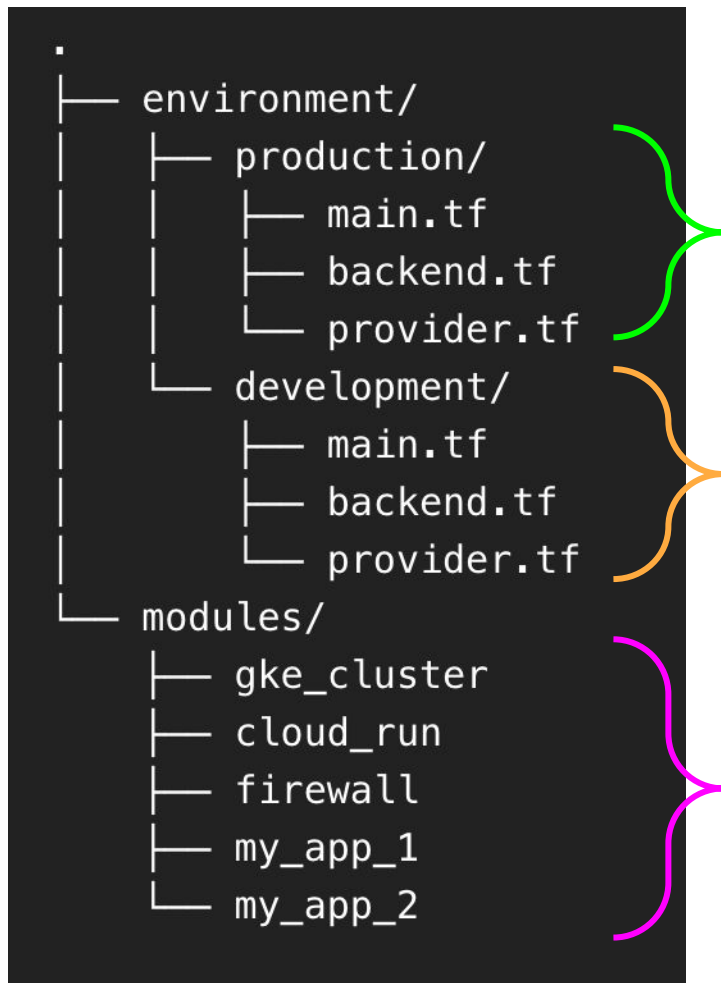 .
├── environment/
│   ├── production/
│   │   ├── main.tf
│   │   ├── backend.tf
│   │   └── provider.tf
│   └── development/
│       ├── main.tf
│       ├── backend.tf
│       └── provider.tf
└── modules/
    ├── gke_cluster
    ├── cloud_run
    ├── firewall
    ├── my_app_1
    └── my_app_2